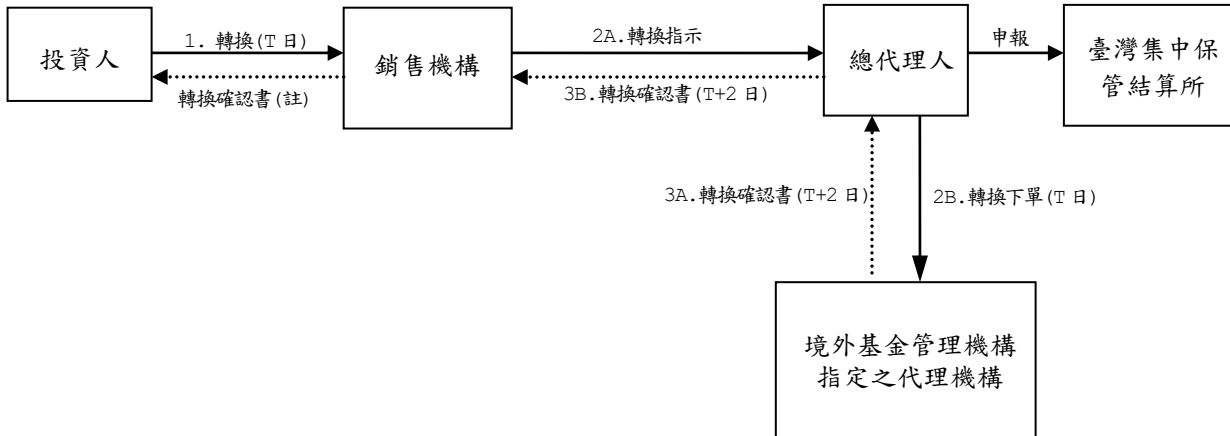 投資人
1. 轉換(T 日)
轉換確認書(註)
銷售機構
2A.轉換指示
3B.轉換確認書(T+2 日)
總代理人
申報
臺灣集中保
管結算所
3A.轉換確認書(T+2 日)
2B.轉換下單(T 日)
境外基金管理機構
指定之代理機構